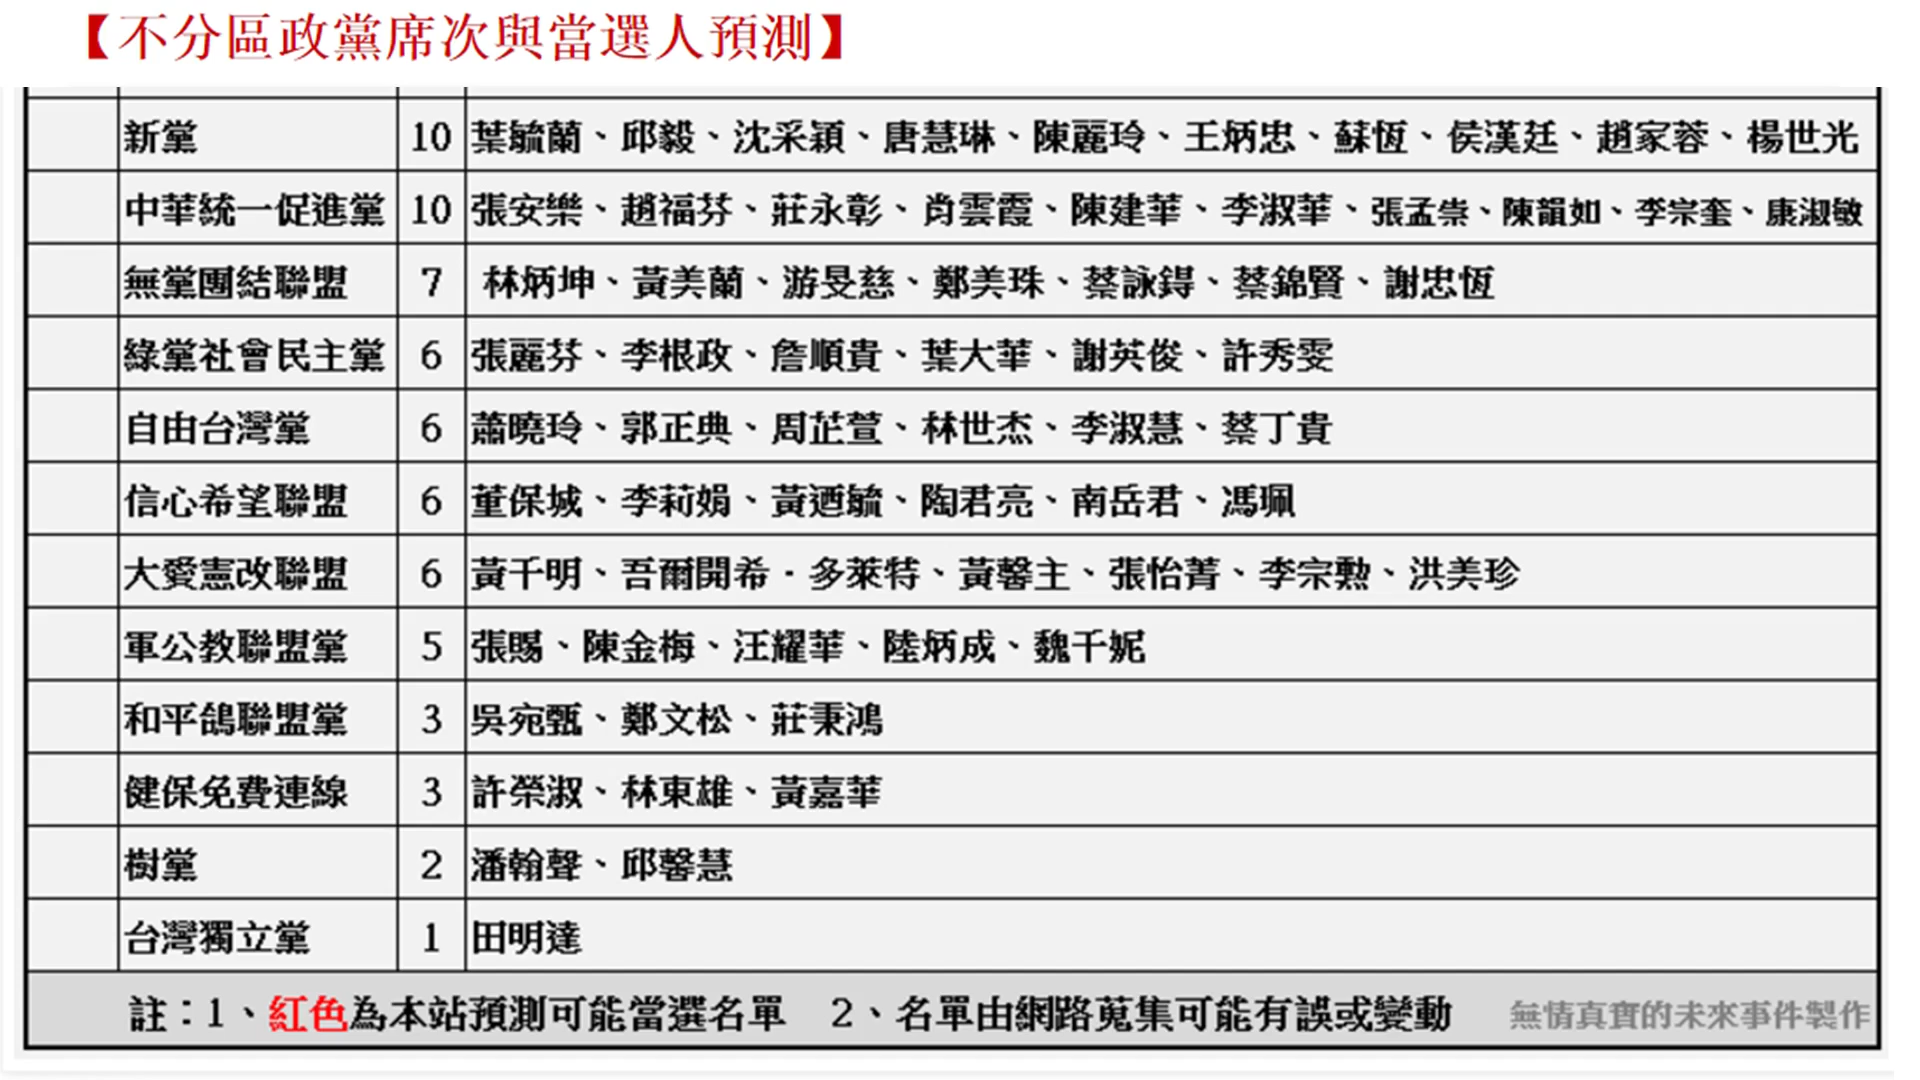 【不分區政黨席次與當選人預測】
新黨 10 葉毓蘭、邱毅、沈采穎、唐慧琳、陳麗玲、王炳忠、蘇恆、侯漢廷、趙家蓉、楊世光
中華統一促進黨 10 張安樂、趙福芬、莊永彰、肖雲霞、陳建華、李淑華、張孟崇、陳韻如、李宗奎、康淑敏
無黨團結聯盟 7 林炳坤、黃美蘭、游旻慈、鄭美珠、蔡詠鍀、蔡錦賢、謝忠恆
綠黨社會民主黨 6 張麗芬、李根政、詹順貴、葉大華、謝英俊、許秀雯
自由台灣黨 6 蕭曉玲、郭正典、周芷萱、林世杰、李淑慧、蔡丁貴
信心希望聯盟 6 董保城、李莉娟、黃迺毓、陶君亮、南岳君、馮珮
大愛憲改聯盟 6 黃千明、吾爾開希．多萊特、黃馨主、張怡菁、李宗勲、洪美珍
軍公教聯盟黨 5 張賜、陳金梅、汪耀華、陸炳成、魏千妮
和平鴿聯盟黨 3 吳宛甄、鄭文松、莊秉鴻
健保免費連線 3 許榮淑、林東雄、黃嘉華
樹黨 2 潘翰聲、邱馨慧
台灣獨立黨 1 田明達
註：1、紅色為本站預測可能當選名單 2、名單由網路蒐集可能有誤或變動 無情真實的未來事件製作